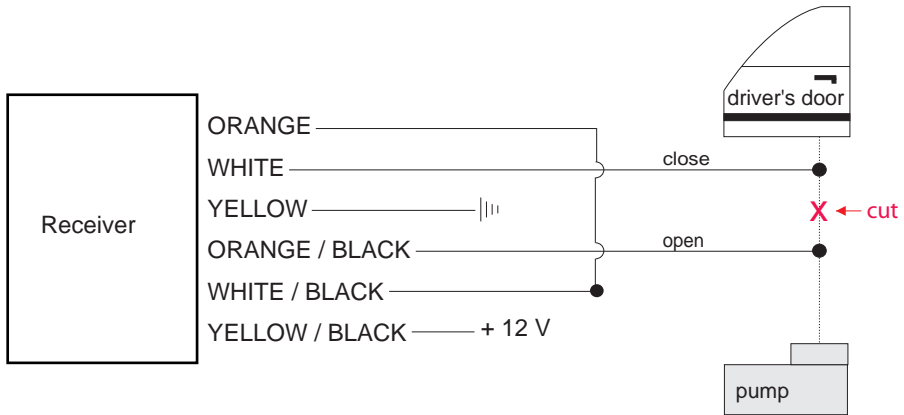 driver's door
ORANGE
WHITE
close
YELLOW
X
cut
Receiver
ORANGE / BLACK
open
WHITE / BLACK
YELLOW / BLACK
+ 12 V
pump